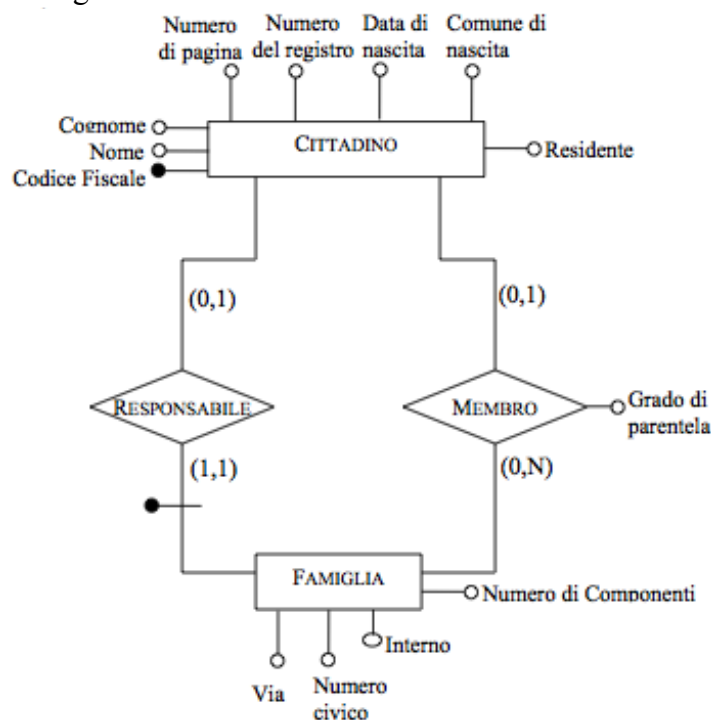 Numero
di pagina
Numero
del registro
Data di
nascita
Comune di
nascita
Cognome
Nome
Codice Fiscale
CITTADINO
Residente
(0,1)
(0,1)
RESPONSABILE
MEMBRO
Grado di
parentela
(1,1)
(0,N)
FAMIGLIA
Numero di Componenti
Interno
Via
Numero
civico